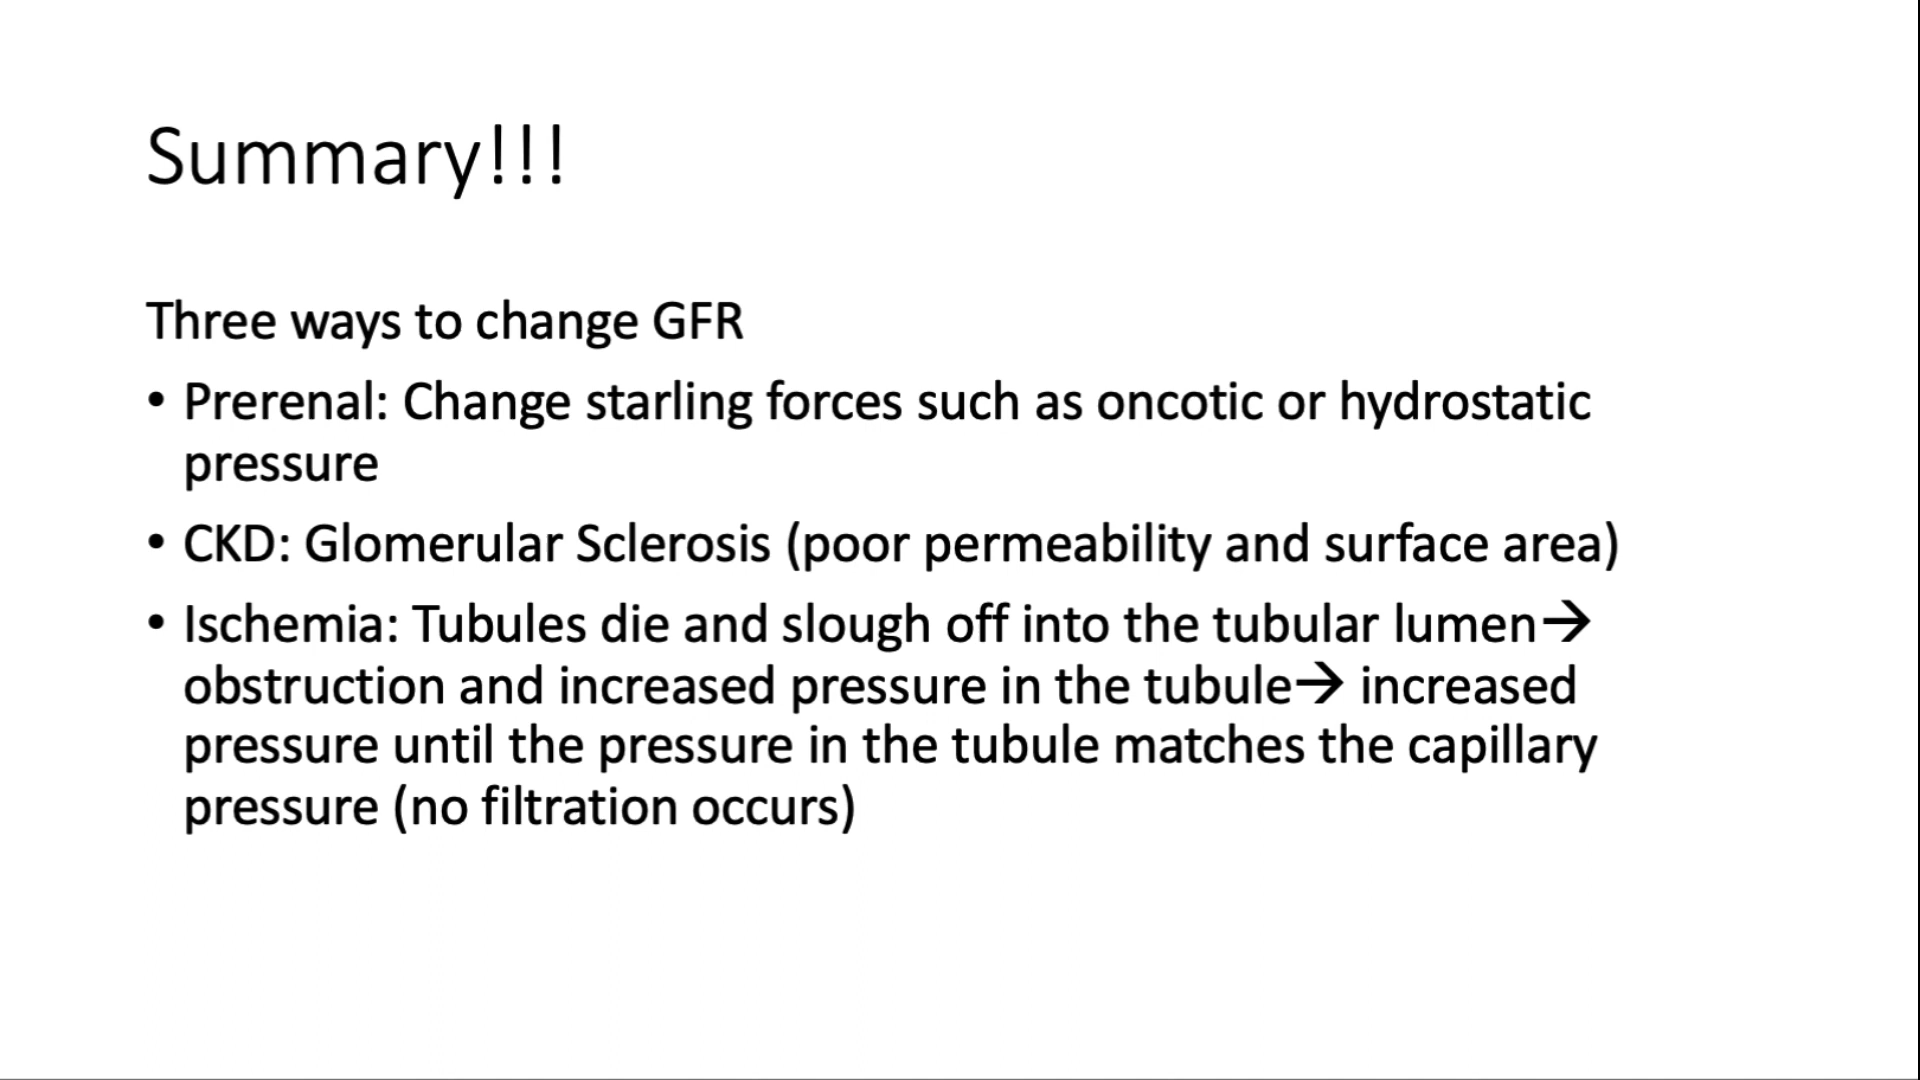 Summary!!!
Three ways to change GFR
• Prerenal: Change starling forces such as oncotic or hydrostatic
pressure
• CKD: Glomerular Sclerosis (poor permeability and surface area)
• Ischemia: Tubules die and slough off into the tubular lumen→
obstruction and increased pressure in the tubule→ increased
pressure until the pressure in the tubule matches the capillary
pressure (no filtration occurs)